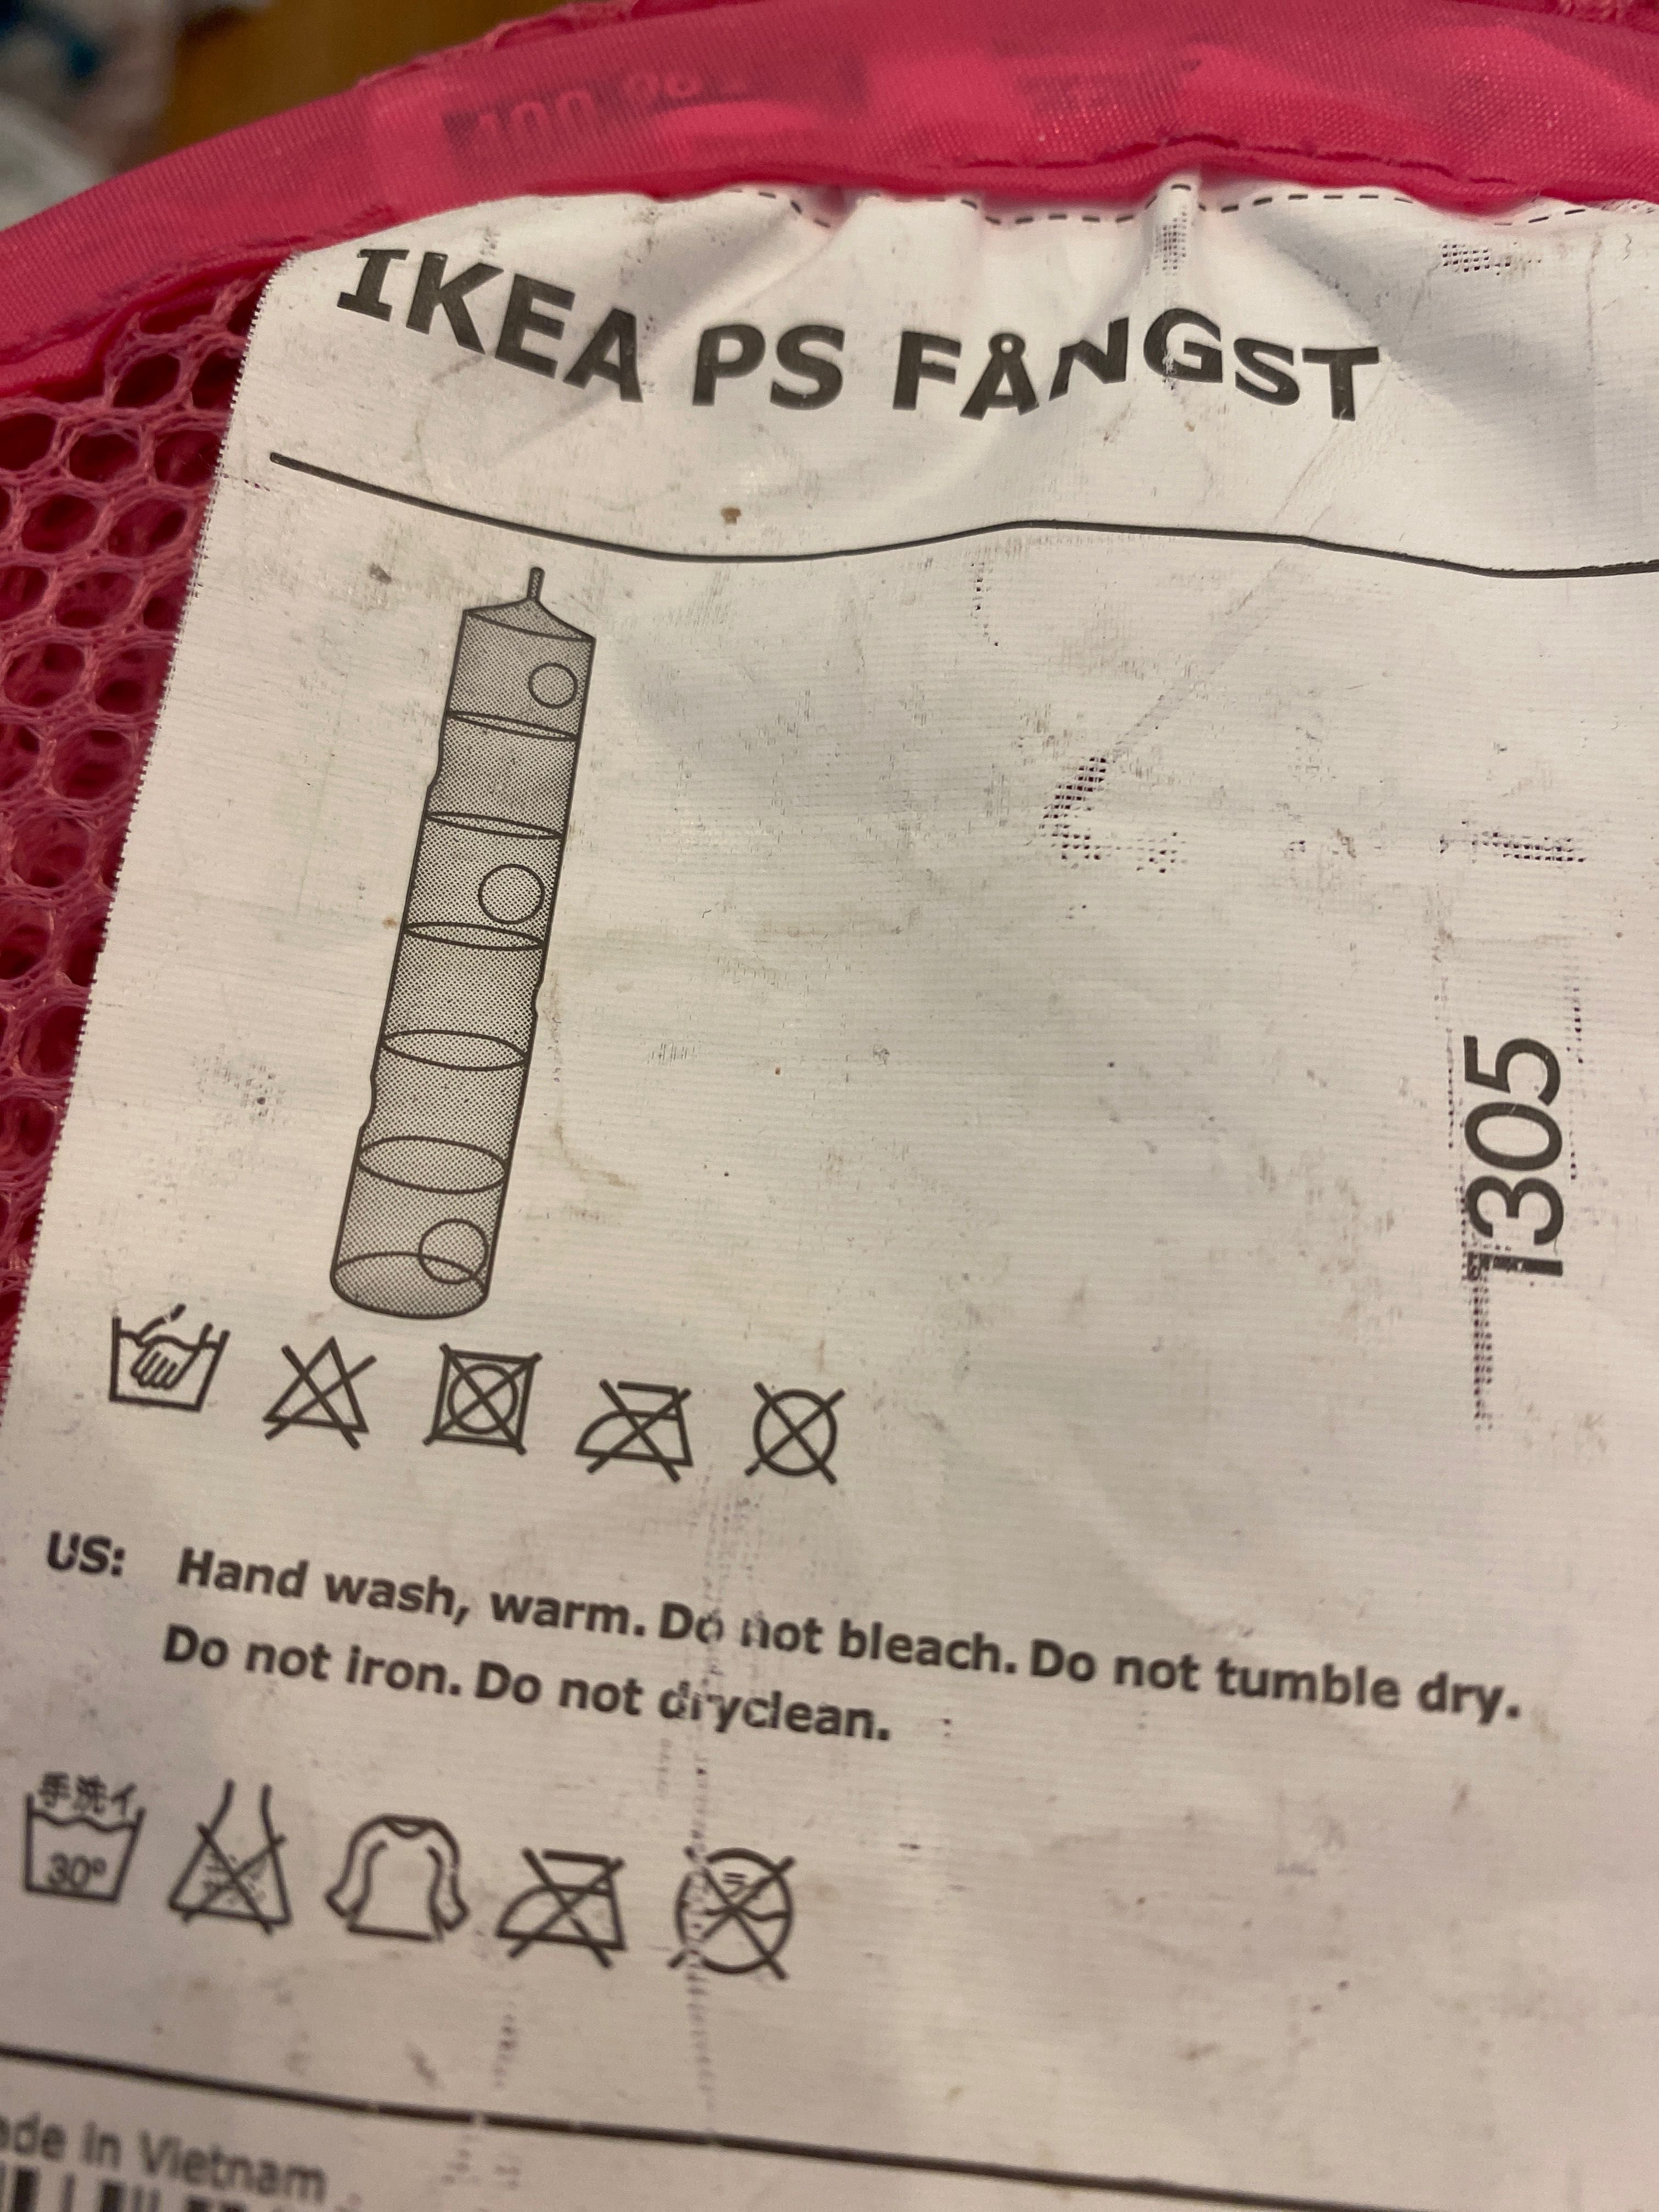 IKEA PS FÅNGST
1305
US: Hand wash, warm. Do not bleach. Do not tumble dry.
Do not iron. Do not dryclean.
手洗イ
30°
in Vietnam